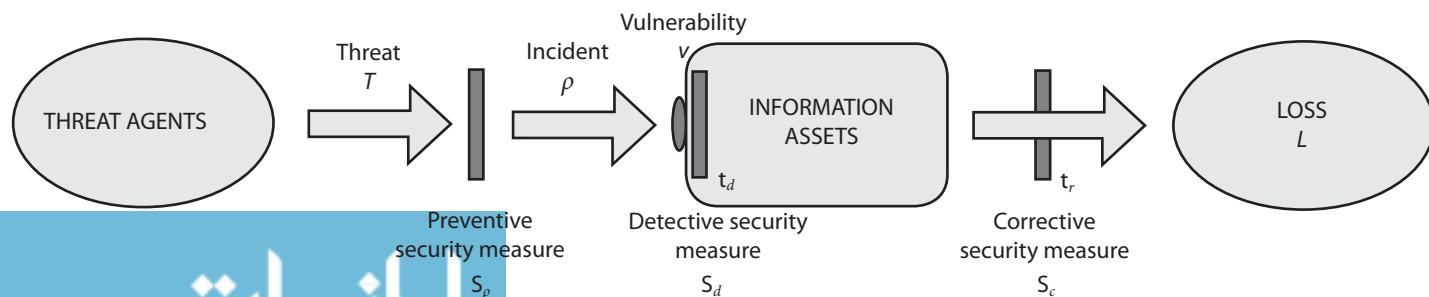 Vulnerability
v
Threat
T
Incident
ρ
THREAT AGENTS
INFORMATION
ASSETS
LOSS
L
t_d
t_r
Preventive
security measure
S_ρ
Detective security
measure
S_d
Corrective
security measure
S_c